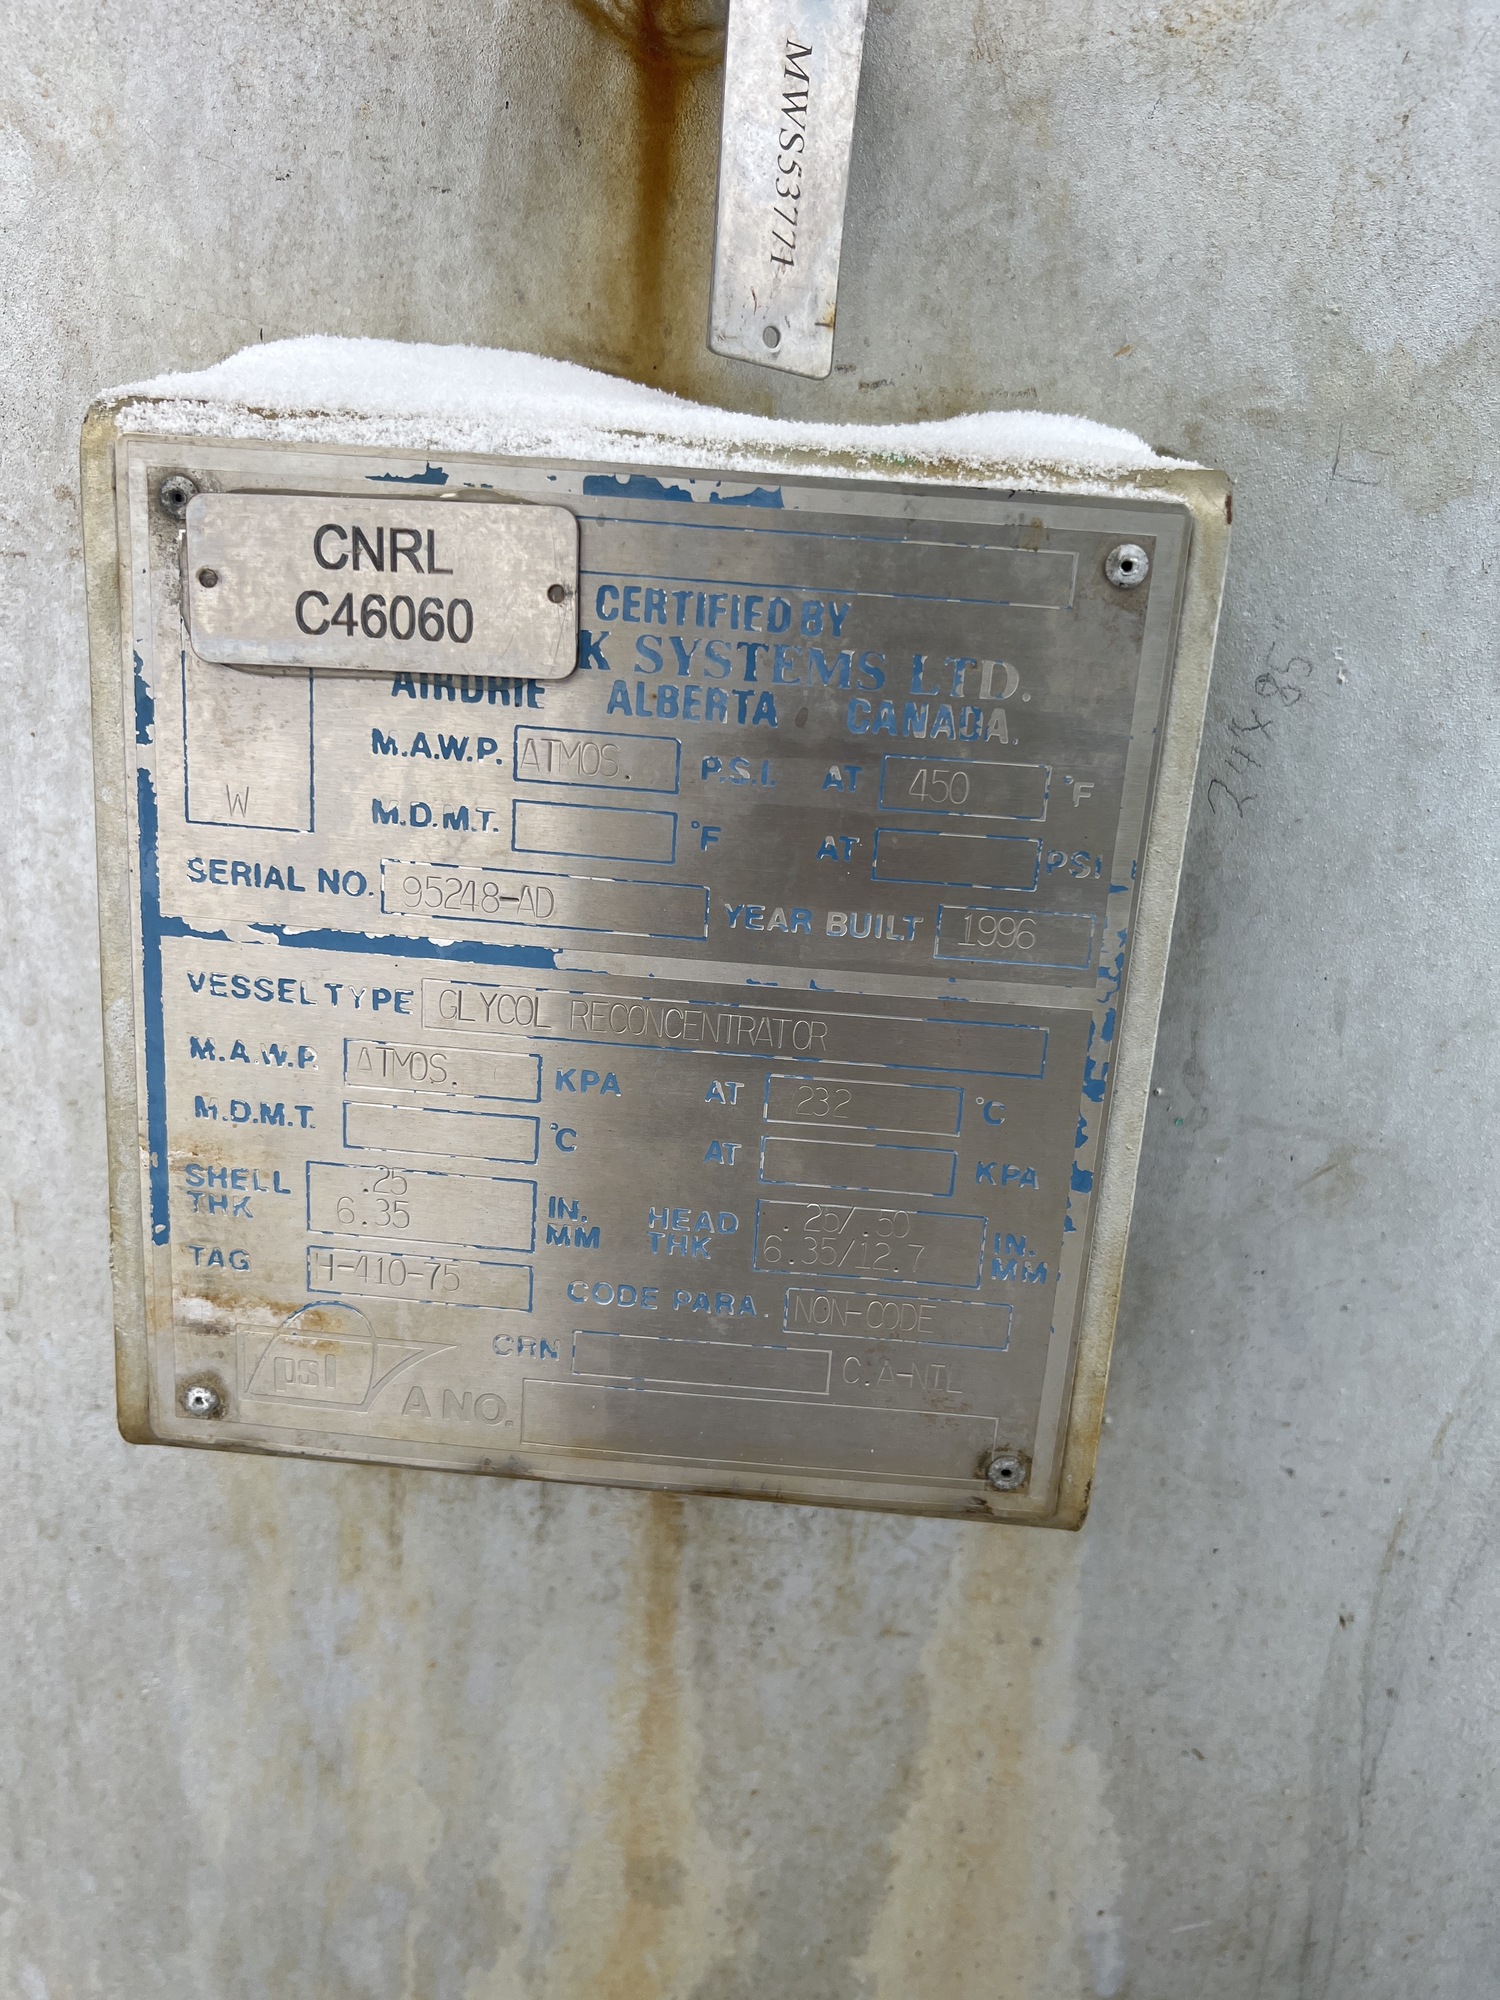 MWS53771
CNRL
C46060
CERTIFIED BY
K SYSTEMS LTD.
AIRDRIE ALBERTA CANADA.
M.A.W.P. ATMOS. P.S.I. AT 450 °F
W
M.D.M.T. °F AT PSI
SERIAL NO. 95248-AD YEAR BUILT 1996
VESSEL TYPE GLYCOL RECONCENTRATOR
M.A.W.P. ATMOS. KPA AT 232 °C
M.D.M.T. °C AT KPA
SHELL THK .25 IN. HEAD THK .25/.50 IN.
6.35 MM 6.35/12.7 MM
TAG H-410-75 CODE PARA. NON-CODE
CRN C.A-NIL
psl A NO.
24X85